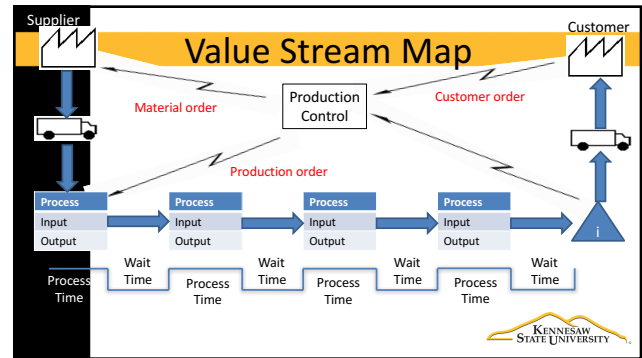 Supplier
Customer
Value Stream Map
Material order
Production
Control
Customer order
Production order
Process
Input
Output
Process
Input
Output
Process
Input
Output
Process
Input
Output
i
Process
Time
Wait
Time
Process
Time
Wait
Time
Process
Time
Wait
Time
Process
Time
Wait
Time
KENNESAW
STATE UNIVERSITY